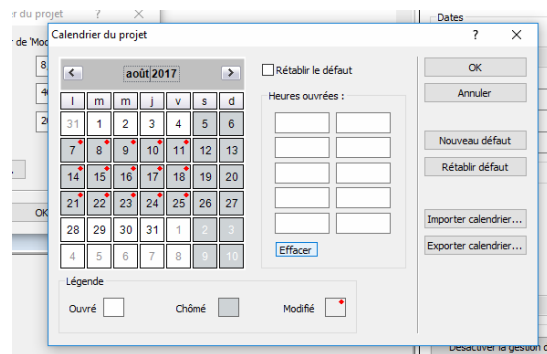 er du projet ? ×
Dates
Calendrier du projet ? ×
r de 'Mod
août 2017
Rétablir le défaut
OK
Annuler
Heures ouvrées :
l m m j v s d
31 1 2 3 4 5 6
7 8 9 10 11 12 13
14 15 16 17 18 19 20
21 22 23 24 25 26 27
28 29 30 31 1 2 3
4 5 6 7 8 9 10
Nouveau défaut
Rétablir défaut
Importer calendrier...
Exporter calendrier...
Effacer
OK
Légende
Ouvré
Chômé
Modifié
Désactiver la gestion d